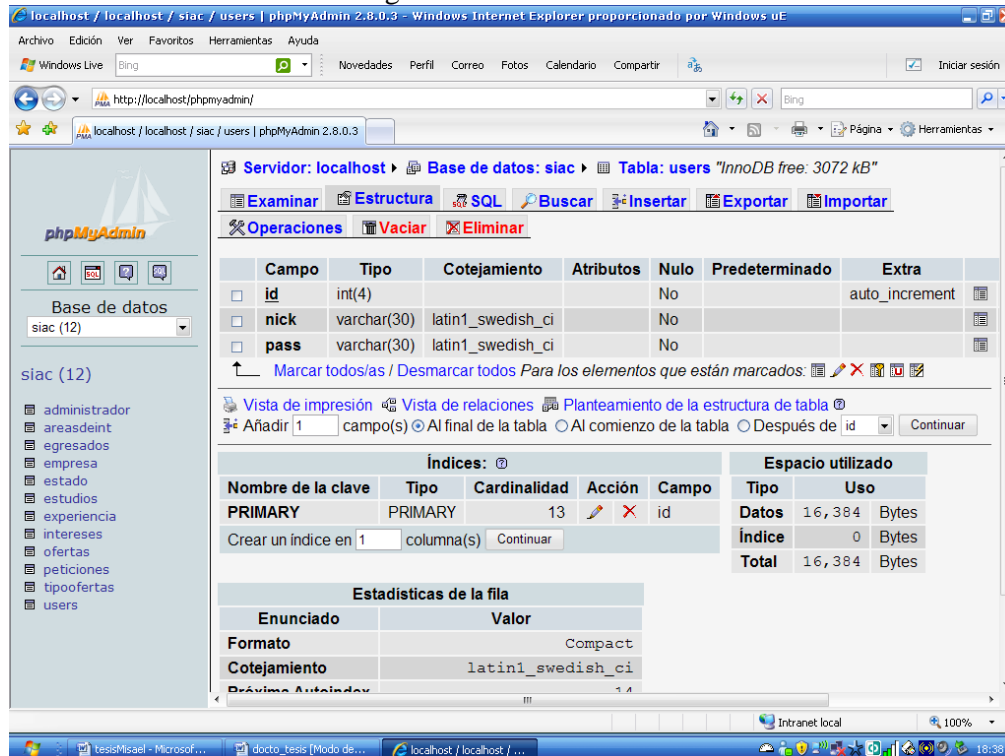 localhost / localhost / siac / users | phpMyAdmin 2.8.0.3 - Windows Internet Explorer proporcionado por Windows uE
Archivo Edición Ver Favoritos Herramientas Ayuda
Windows Live Bing Novedades Perfil Correo Fotos Calendario Compartir Iniciar sesión
http://localhost/phpmyadmin/ Bing
localhost / localhost / siac / users | phpMyAdmin 2.8.0.3 Página Herramientas
phpMyAdmin
Base de datos
siac (12)
siac (12)
administrador
areasdeint
egresados
empresa
estado
estudios
experiencia
intereses
ofertas
peticiones
tipoofertas
users
Servidor: localhost Base de datos: siac Tabla: users "InnoDB free: 3072 kB"
Examinar Estructura SQL Buscar Insertar Exportar Importar
Operaciones Vaciar Eliminar
Campo Tipo Cotejamiento Atributos Nulo Predeterminado Extra
id int(4) No auto_increment
nick varchar(30) latin1_swedish_ci No
pass varchar(30) latin1_swedish_ci No
Marcar todos/as / Desmarcar todos Para los elementos que están marcados:
Vista de impresión Vista de relaciones Planteamiento de la estructura de tabla
Añadir 1 campo(s) Al final de la tabla Al comienzo de la tabla Después de id Continuar
Índices:
Nombre de la clave Tipo Cardinalidad Acción Campo
PRIMARY PRIMARY 13 id
Crear un índice en 1 columna(s) Continuar
Espacio utilizado
Tipo Uso
Datos 16,384 Bytes
Índice 0 Bytes
Total 16,384 Bytes
Estadísticas de la fila
Enunciado Valor
Formato Compact
Cotejamiento latin1_swedish_ci
Próxima Autoindex 14
Intranet local 100%
tesisMisael - Microsof... docto_tesis [Modo de... localhost / localhost / ... 18:38